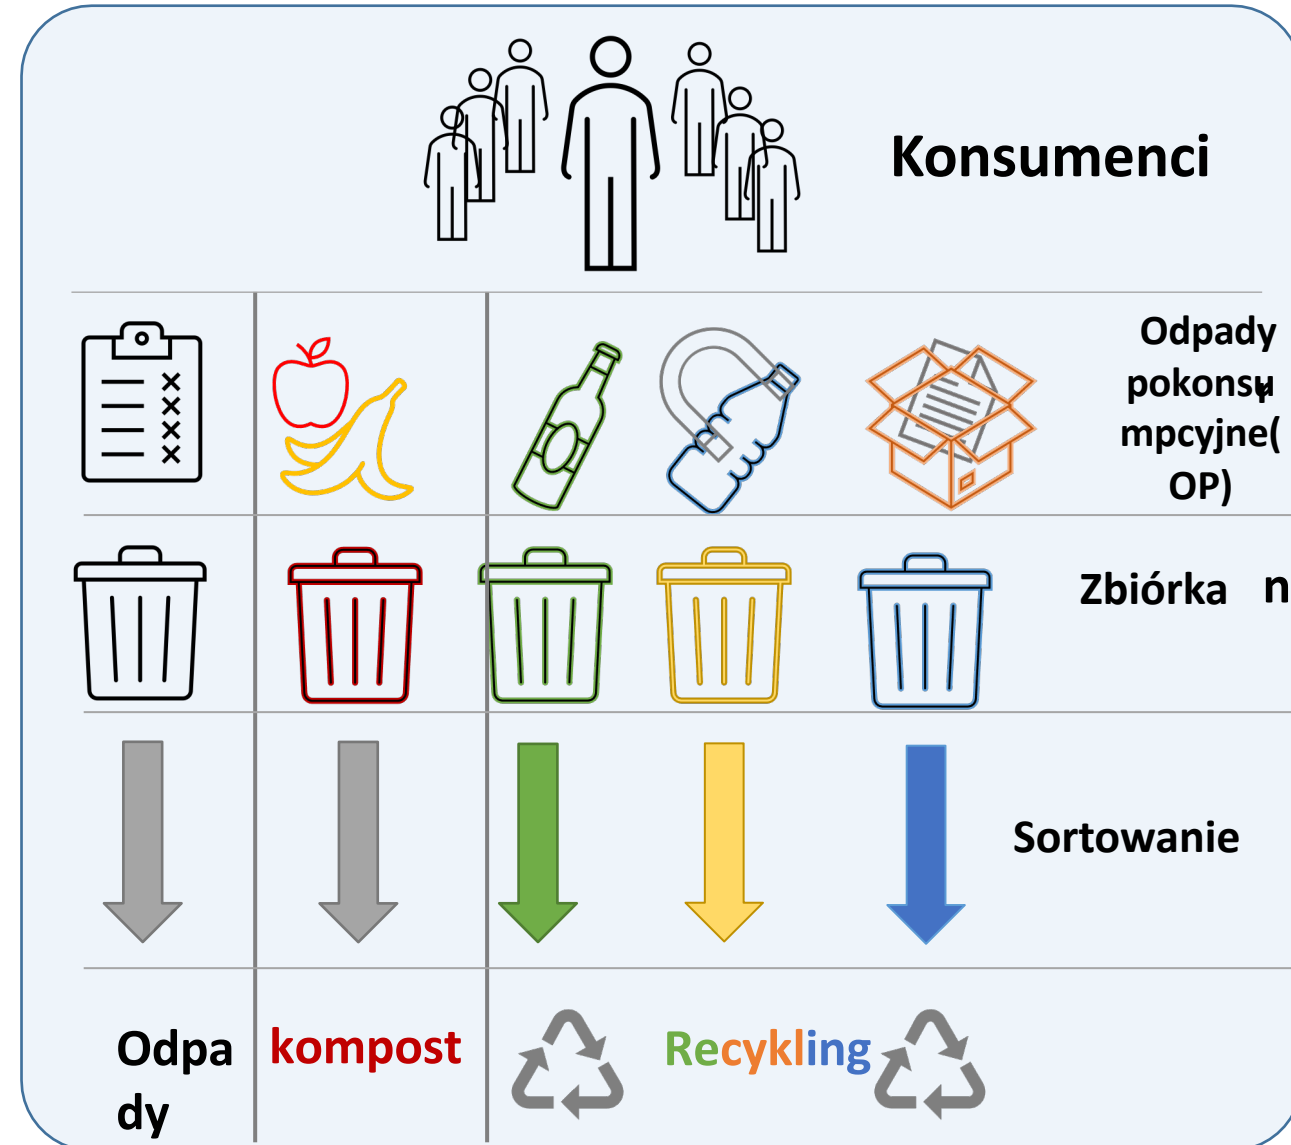 Konsumenci
Odpady
pokonsu
mpcyjne(
OP)
Zbiórka n
Sortowanie
Odpa
dy
kompost
Recykling